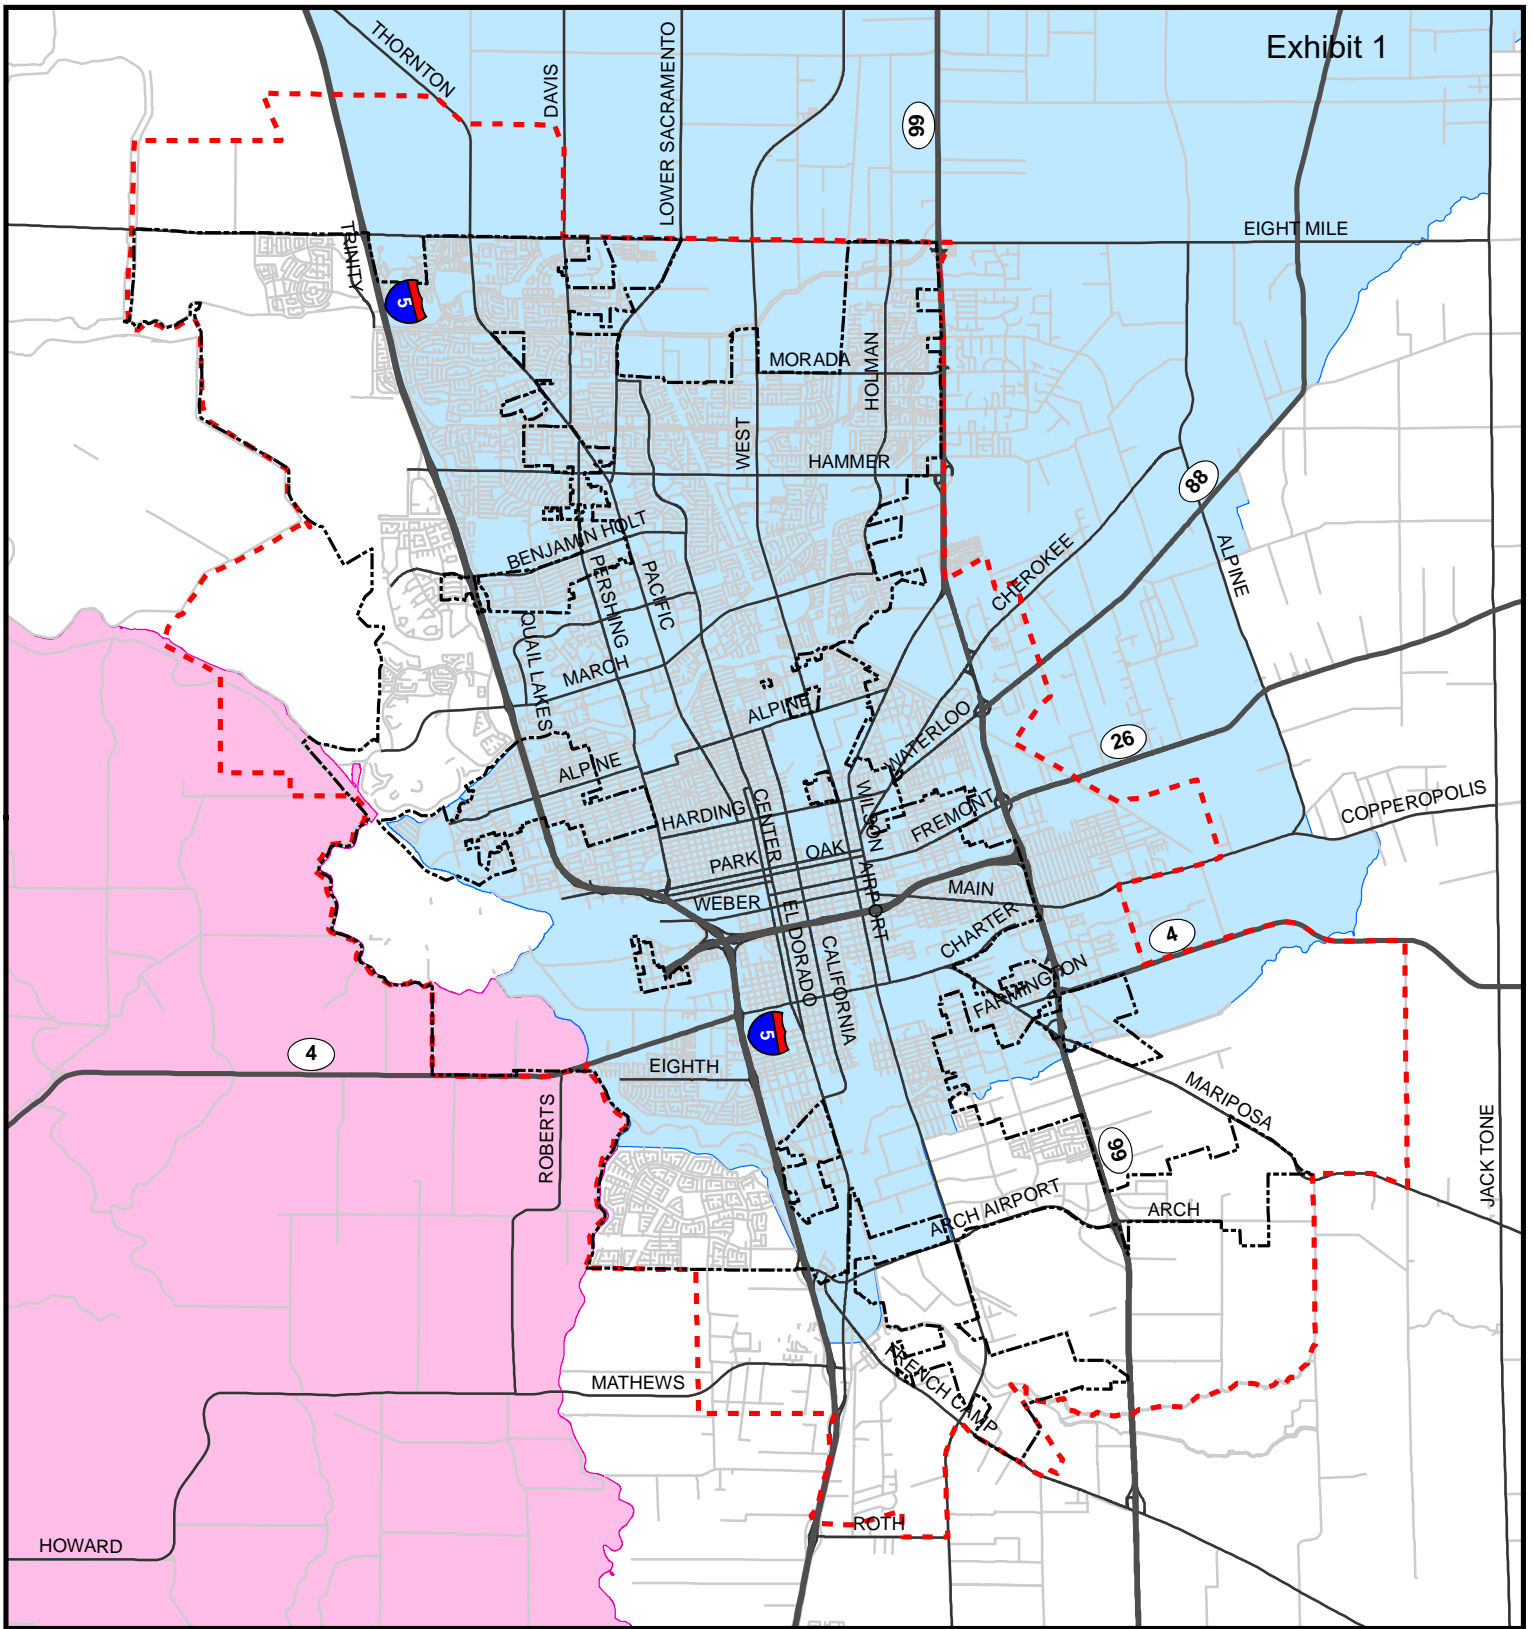 Exhibit 1
THORNTON
DAVIS
LOWER SACRAMENTO
99
EIGHT MILE
TRINITY
5
MORADA
HOLMAN
WEST
HAMMER
88
BENJAMIN HOLT
PERSHING
PACIFIC
CHEROKEE
ALPINE
QUAIL LAKES
MARCH
ALPINE
WATERLOO
26
ALPINE
HARDING
CENTER
WILSON
FREMONT
COPPEROPOLIS
PARK
OAK
AIRPORT
MAIN
WEBER
EL DORADO
CALIFORNIA
CHARTER
4
FARMINGTON
5
4
EIGHTH
ROBERTS
MARIPOSA
99
JACK TONE
ARCH AIRPORT
ARCH
MATHEWS
FRENCH CAMP
ROTH
HOWARD